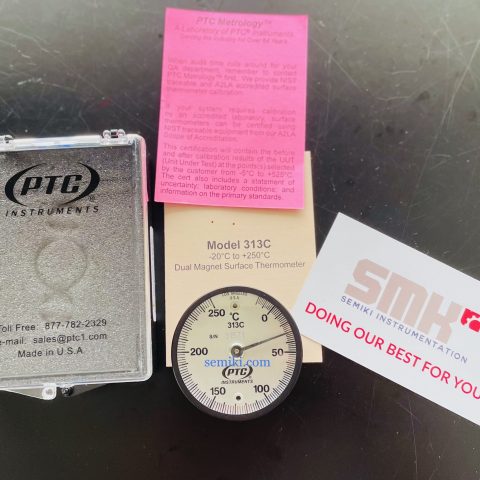 PTC Metrology™
A Laboratory of PTC® Instruments
Serving the Industry for Over 64 Years
When audit time rolls around for your
QA department, remember to contact
PTC Metrology™ first. We provide NIST
traceable and A2LA accredited surface
thermometer calibration.
If your system requires calibration
by an accredited laboratory, surface
thermometers can be certified using
NIST traceable equipment from our A2LA
scope of Accreditation.
This certification will contain the before
and after calibration results of the UUT
(Unit Under Test) at the point(s) selected
by the customer from -5°C to +525°C.
The cert also includes a statement of
uncertainty, laboratory conditions, and
information on the primary standards.
PTC®
INSTRUMENTS
Toll Free: 877-782-2329
e-mail: sales@ptc1.com
Made in U.S.A.
Model 313C
-20°C to +250°C
Dual Magnet Surface Thermometer
U.S.A.
°C
313C
S/N
0
50
100
150
200
250
semiki.com
PTC®
INSTRUMENTS
SMK
SEMIKI INSTRUMENTATION
DOING OUR BEST FOR YOU